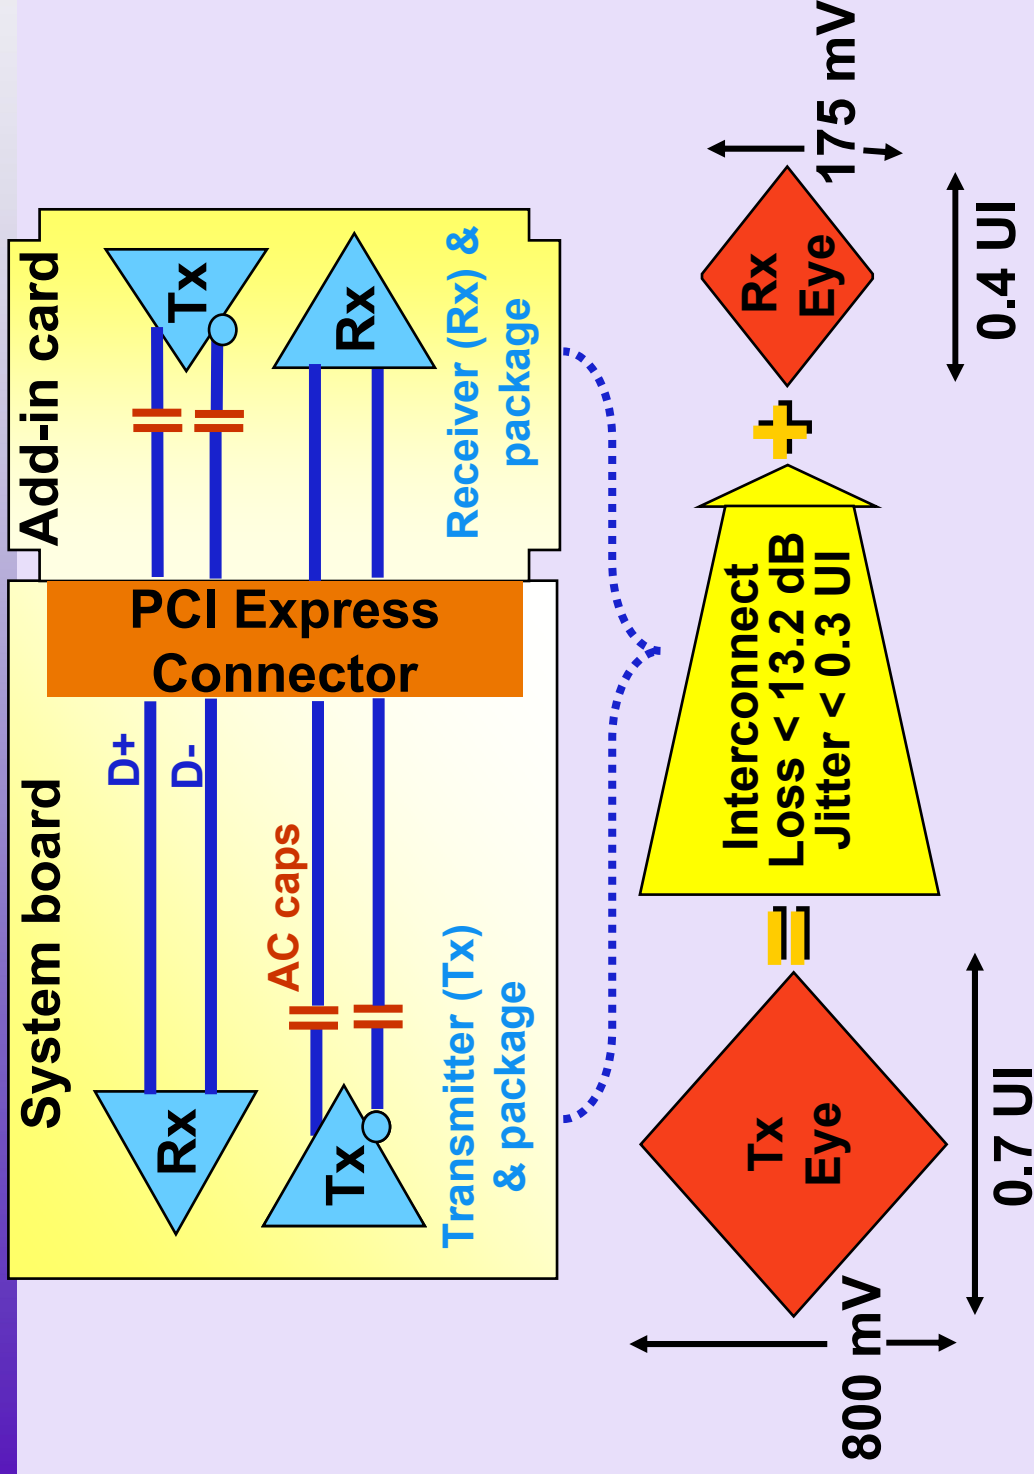 System board
Add-in card
Rx
D+
D-
Tx
AC caps
Tx
Rx
PCI Express
Connector
Transmitter (Tx)
& package
Receiver (Rx) &
package
800 mV
Tx
Eye
0.7 UI
=
Interconnect
Loss < 13.2 dB
Jitter < 0.3 UI
+
Rx
Eye
175 mV
0.4 UI